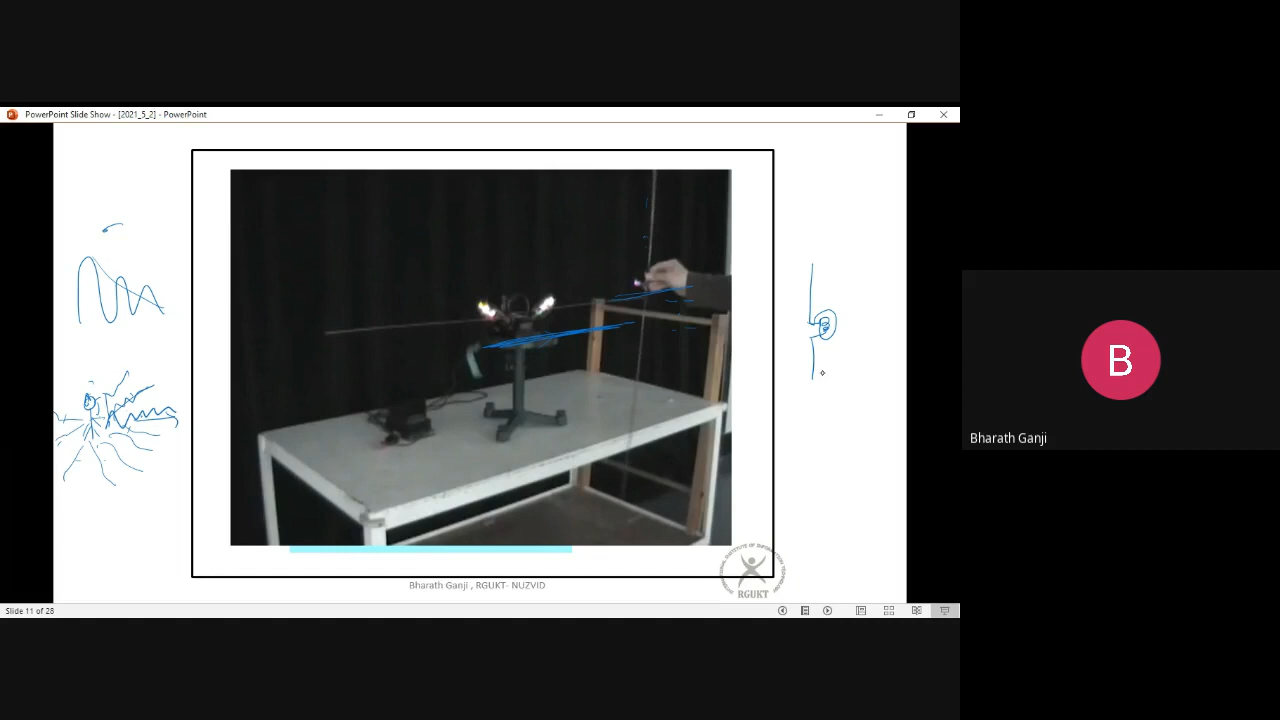 PowerPoint Slide Show - [2021_5_2] - PowerPoint
B
Bharath Ganji
RGUKT
Bharath Ganji , RGUKT- NUZVID
Slide 11 of 28